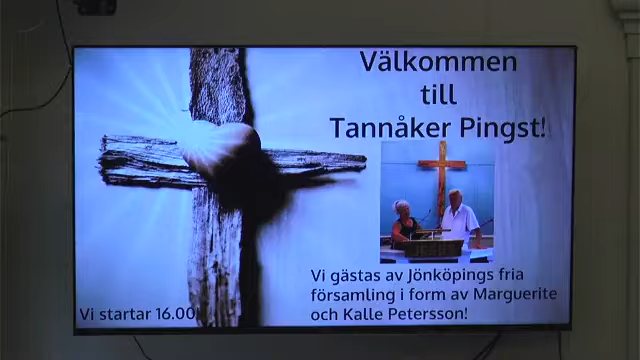 Välkommen
till
Tannåker Pingst!
Vi gästas av Jönköpings fria
församling i form av Marguerite
och Kalle Petersson!
Vi startar 16.00